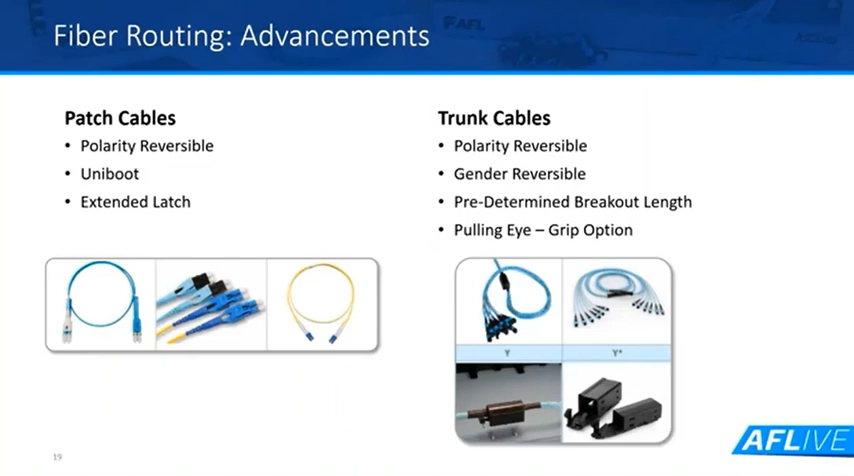 Fiber Routing: Advancements
AFL
Patch Cables
• Polarity Reversible
• Uniboot
• Extended Latch
Trunk Cables
• Polarity Reversible
• Gender Reversible
• Pre-Determined Breakout Length
• Pulling Eye – Grip Option
Y
Y*
AFLIVE
19